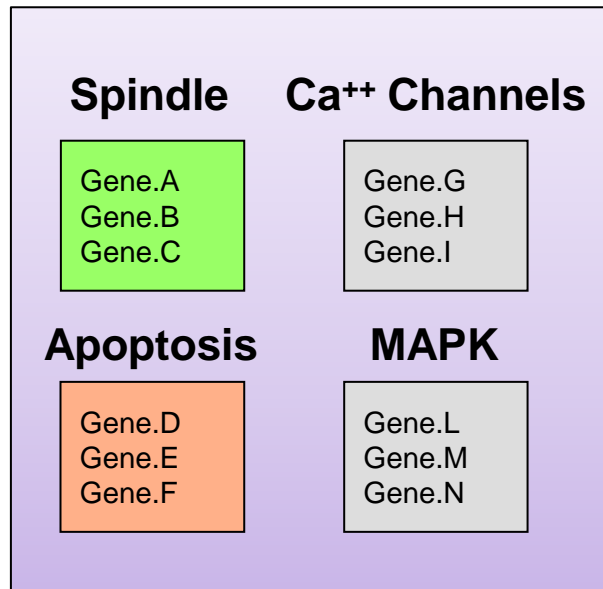 Spindle
Gene.A
Gene.B
Gene.C
Ca++ Channels
Gene.G
Gene.H
Gene.I
Apoptosis
Gene.D
Gene.E
Gene.F
MAPK
Gene.L
Gene.M
Gene.N